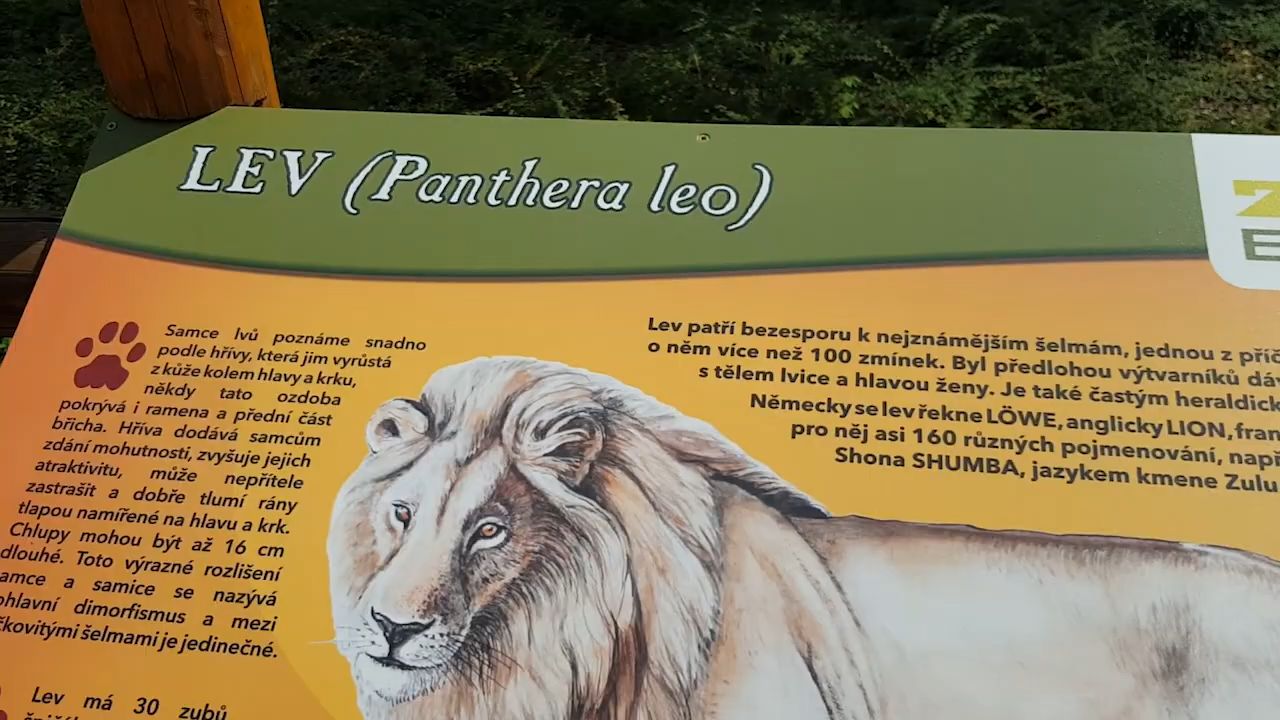 LEV (Panthera leo)
Samce lvů poznáme snadno
podle hřívy, která jim vyrůstá
z kůže kolem hlavy a krku,
někdy tato ozdoba
pokrývá i ramena a přední část
břicha. Hříva dodává samcům
zdání mohutnosti, zvyšuje jejich
atraktivitu, může nepřítele
zastrašit a dobře tlumí rány
tlapou namířené na hlavu a krk.
Chlupy mohou být až 16 cm
dlouhé. Toto výrazné rozlišení
samce a samice se nazývá
pohlavní dimorfismus a mezi
čkovitými šelmami je jedinečné.
Lev má 30 zubů
Lev patří bezesporu k nejznámějším šelmám, jednou z příč
o něm více než 100 zmínek. Byl předlohou výtvarníků dáv
s tělem lvice a hlavou ženy. Je také častým heraldick
Německy se lev řekne LÖWE, anglicky LION, fran
pro něj asi 160 různých pojmenování, např
Shona SHUMBA, jazykem kmene Zulu